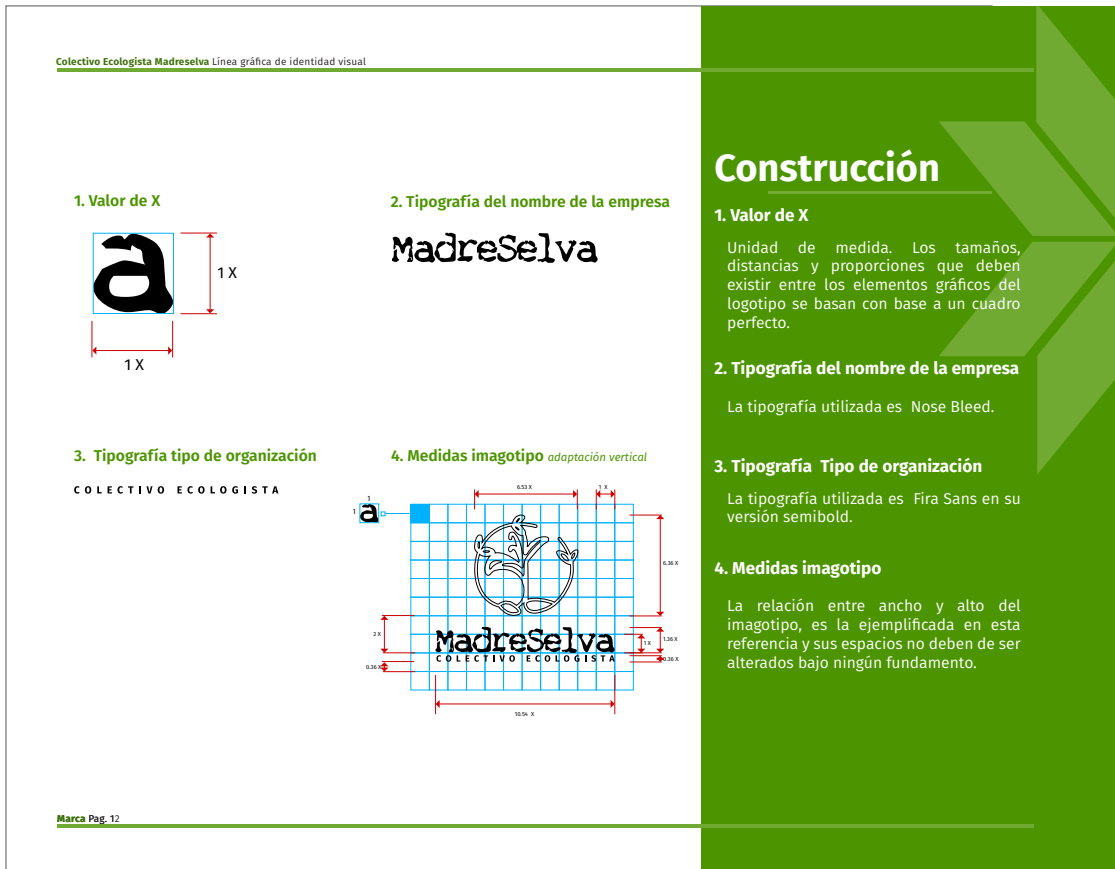 Colectivo Ecologista Madreselva Línea gráfica de identidad visual
1. Valor de X
a
1 X
1 X
2. Tipografía del nombre de la empresa
MadreSelva
3. Tipografía tipo de organización
COLECTIVO ECOLOGISTA
4. Medidas imagotipo adaptación vertical
6.53 X
1 X
1
1
a
6.36 X
2 X
MadreSelva
1 X
1.36 X
COLECTIVO ECOLOGISTA
0.36 X
0.36 X
10.54 X
Construcción
1. Valor de X
Unidad de medida. Los tamaños,
distancias y proporciones que deben
existir entre los elementos gráficos del
logotipo se basan con base a un cuadro
perfecto.
2. Tipografía del nombre de la empresa
La tipografía utilizada es Nose Bleed.
3. Tipografía Tipo de organización
La tipografía utilizada es Fira Sans en su
versión semibold.
4. Medidas imagotipo
La relación entre ancho y alto del
imagotipo, es la ejemplificada en esta
referencia y sus espacios no deben de ser
alterados bajo ningún fundamento.
Marca Pag. 12